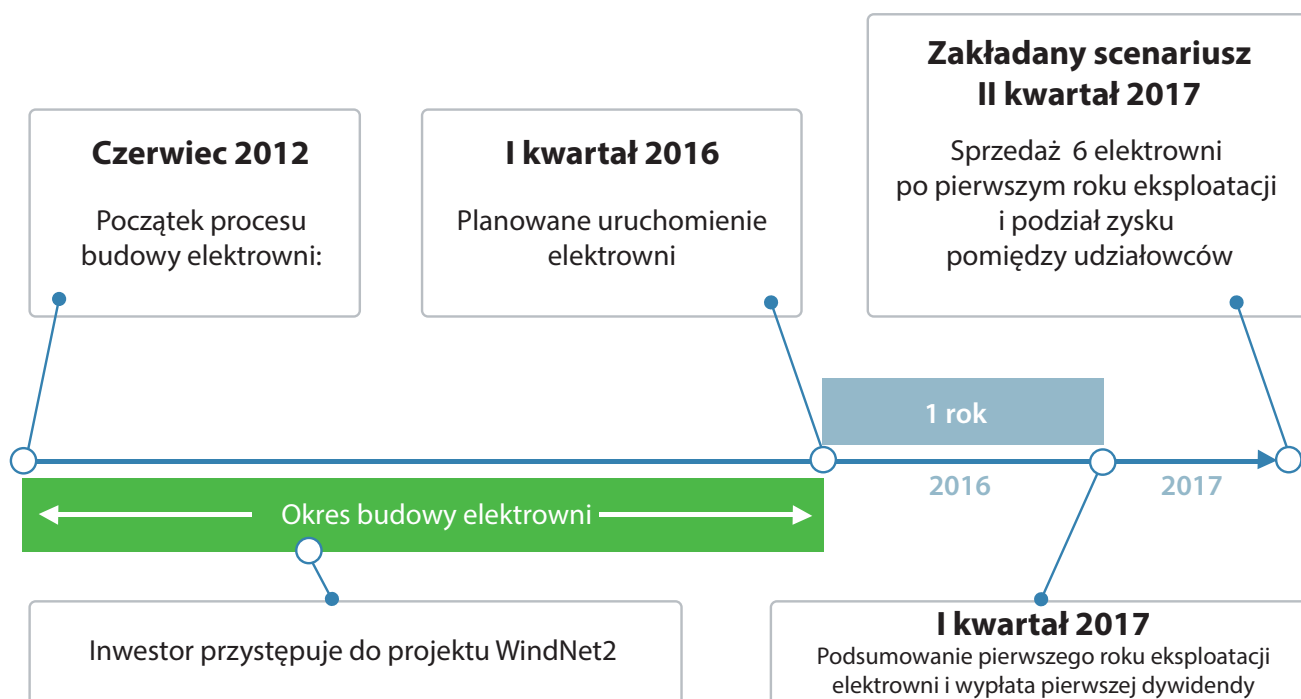 Zakładany scenariusz
II kwartał 2017
Sprzedaż 6 elektrowni
po pierwszym roku eksploatacji
i podział zysku
pomiędzy udziałowców
Czerwiec 2012
Początek procesu
budowy elektrowni:
I kwartał 2016
Planowane uruchomienie
elektrowni
1 rok
2016
2017
Okres budowy elektrowni
Inwestor przystępuje do projektu WindNet2
I kwartał 2017
Podsumowanie pierwszego roku eksploatacji
elektrowni i wypłata pierwszej dywidendy